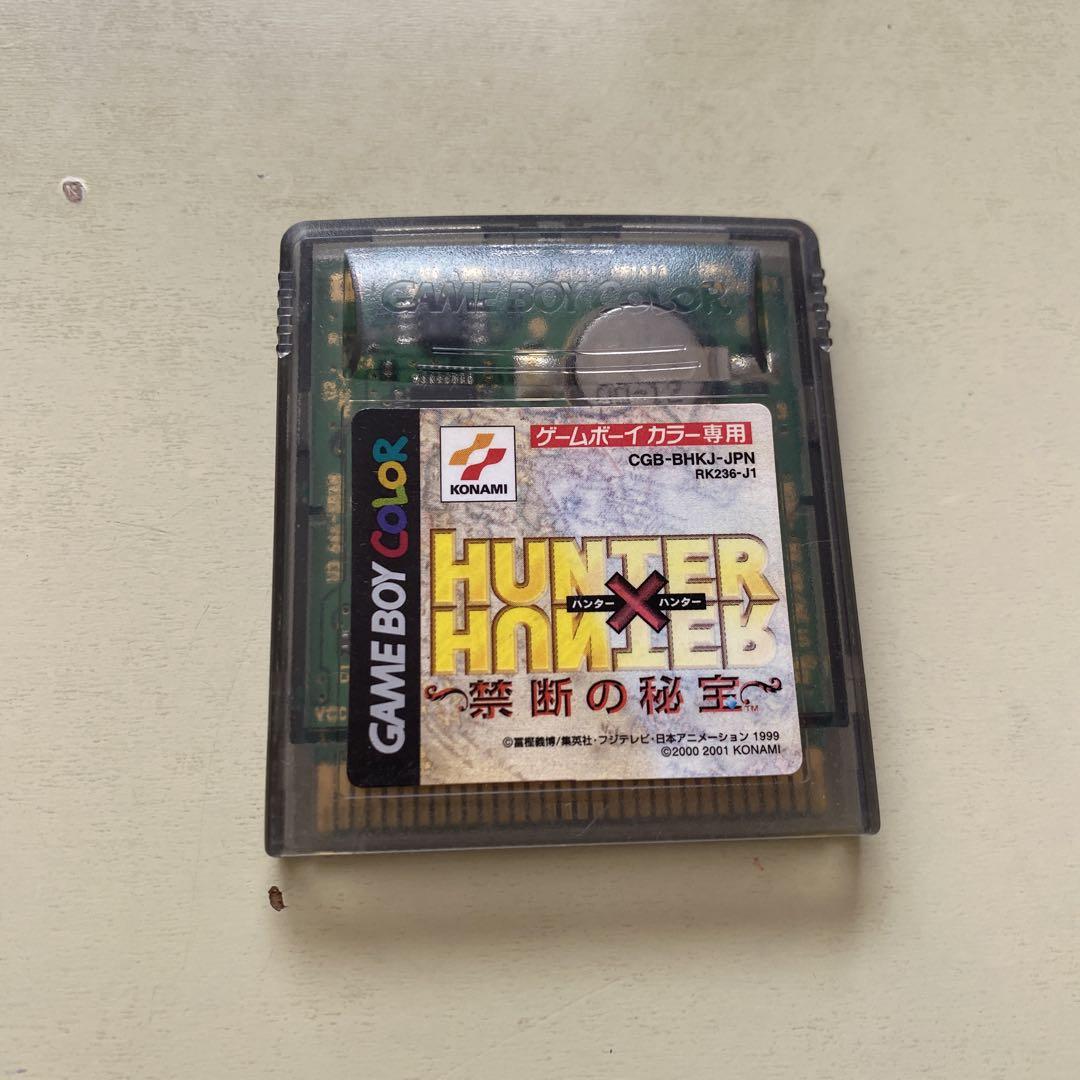 GAME BOY COLOR
GAME BOY COLOR
KONAMI
ゲームボーイカラー専用
CGB-BHKJ-JPN
RK236-J1
HUNTER
ハンター×ハンター
HUNTER
〜禁断の秘宝〜
TM
©冨樫義博/集英社・フジテレビ・日本アニメーション 1999
©2000 2001 KONAMI